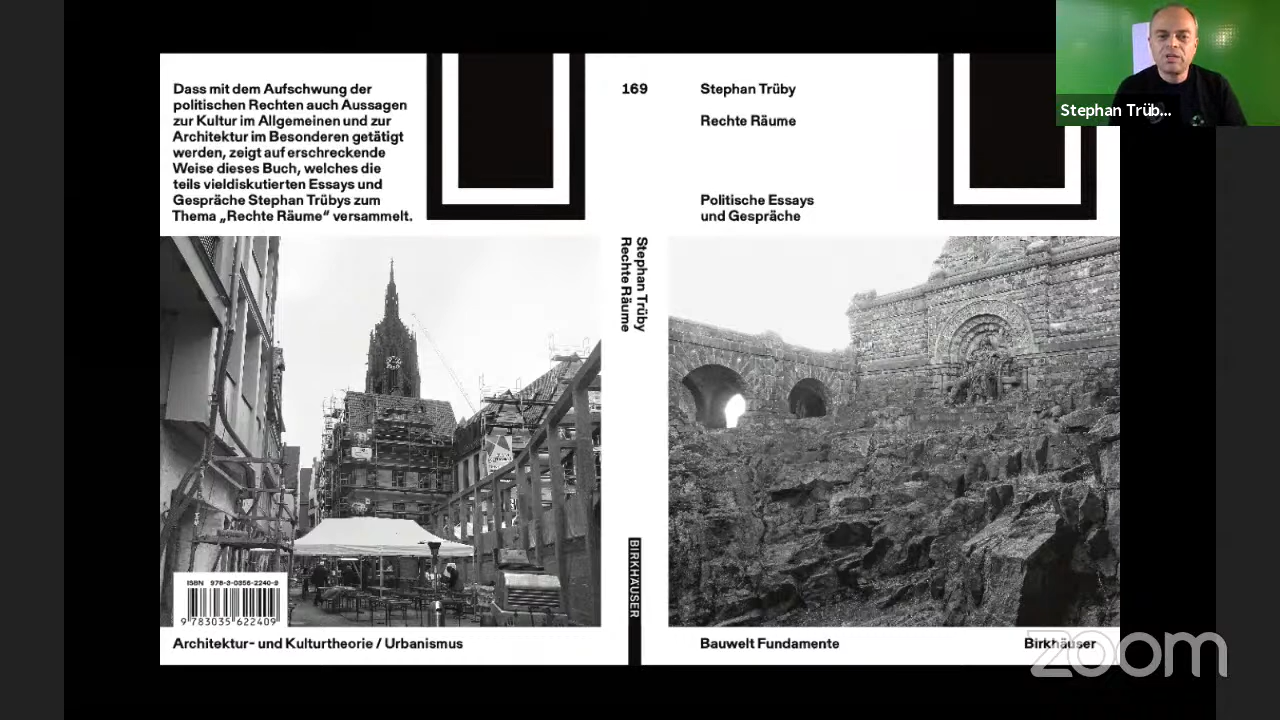 Dass mit dem Aufschwung der
politischen Rechten auch Aussagen
zur Kultur im Allgemeinen und zur
Architektur im Besonderen getätigt
werden, zeigt auf erschreckende
Weise dieses Buch, welches die
teils vieldiskutierten Essays und
Gespräche Stephan Trübys zum
Thema „Rechte Räume“ versammelt.
ISBN 978-3-0356-2240-9
9 783035 622409
Architektur- und Kulturtheorie / Urbanismus
169
Stephan Trüby
Rechte Räume
BIRKHÄUSER
Stephan Trüby
Rechte Räume
Politische Essays
und Gespräche
Bauwelt Fundamente
Birkhäuser
Stephan Trüb...
zoom